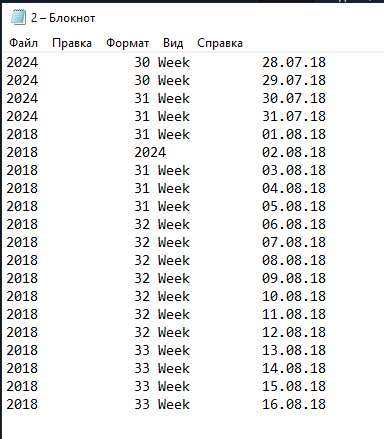 2 – Блокнот
Файл Правка Формат Вид Справка
2024 30 Week 28.07.18
2024 30 Week 29.07.18
2024 31 Week 30.07.18
2024 31 Week 31.07.18
2018 31 Week 01.08.18
2018 2024 02.08.18
2018 31 Week 03.08.18
2018 31 Week 04.08.18
2018 31 Week 05.08.18
2018 32 Week 06.08.18
2018 32 Week 07.08.18
2018 32 Week 08.08.18
2018 32 Week 09.08.18
2018 32 Week 10.08.18
2018 32 Week 11.08.18
2018 32 Week 12.08.18
2018 33 Week 13.08.18
2018 33 Week 14.08.18
2018 33 Week 15.08.18
2018 33 Week 16.08.18